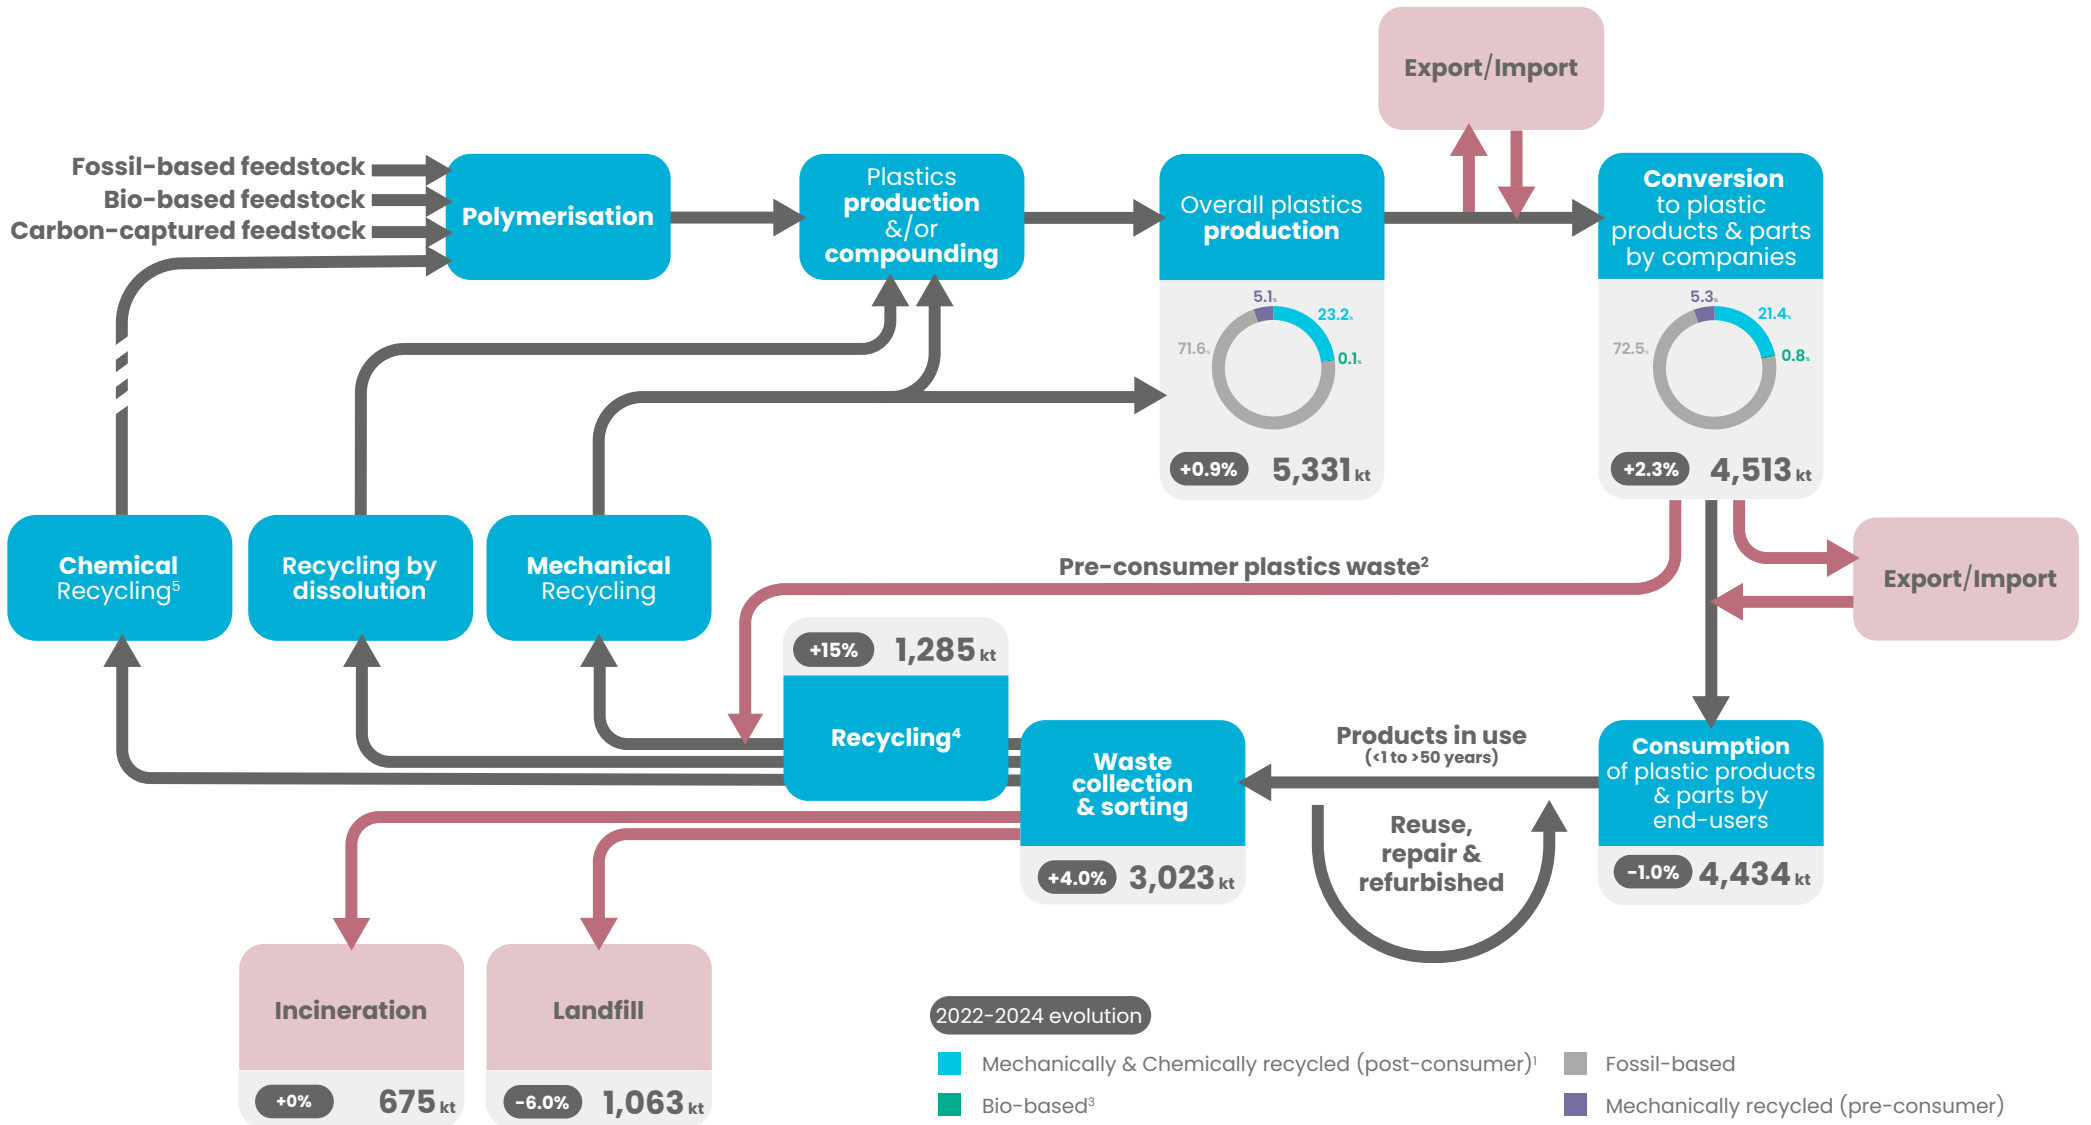 Export/Import
Fossil-based feedstock
Bio-based feedstock
Carbon-captured feedstock
Polymerisation
Plastics
production
&/or
compounding
Overall plastics
production
Conversion
to plastic
products & parts
by companies
5.1%
23.2%
71.6%
0.1%
+0.9% 5,331 kt
5.3%
21.4%
72.5%
0.8%
+2.3% 4,513 kt
Chemical
Recycling⁵
Recycling by
dissolution
Mechanical
Recycling
Pre-consumer plastics waste²
Export/Import
+15% 1,285 kt
Recycling⁴
Waste
collection
& sorting
+4.0% 3,023 kt
Products in use
(<1 to >50 years)
Reuse,
repair &
refurbished
Consumption
of plastic products
& parts by
end-users
-1.0% 4,434 kt
Incineration
+0% 675 kt
Landfill
-6.0% 1,063 kt
2022-2024 evolution
Mechanically & Chemically recycled (post-consumer)¹
Fossil-based
Bio-based³
Mechanically recycled (pre-consumer)